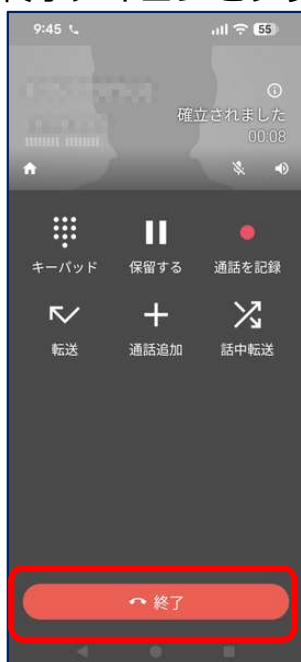 9:45
55
確立されました
00:08
キーパッド
保留する
通話を記録
転送
通話追加
話中転送
終了